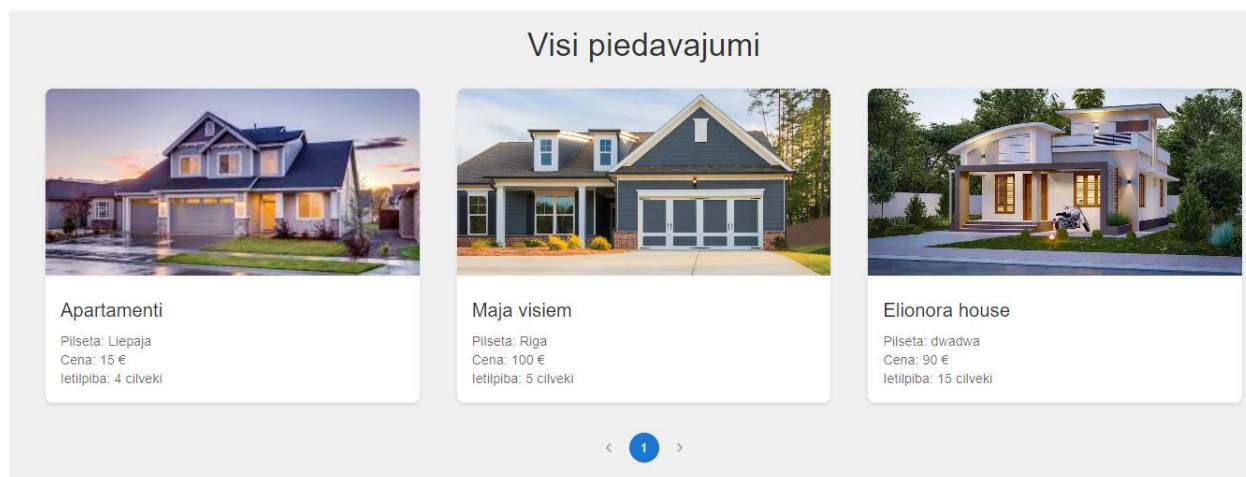 Visi piedavajumi
Apartamenti
Pilseta: Liepaja
Cena: 15 €
Ietilpiba: 4 cilveki
Maja visiem
Pilseta: Riga
Cena: 100 €
Ietilpiba: 5 cilveki
Elionora house
Pilseta: dwadwa
Cena: 90 €
Ietilpiba: 15 cilveki
1